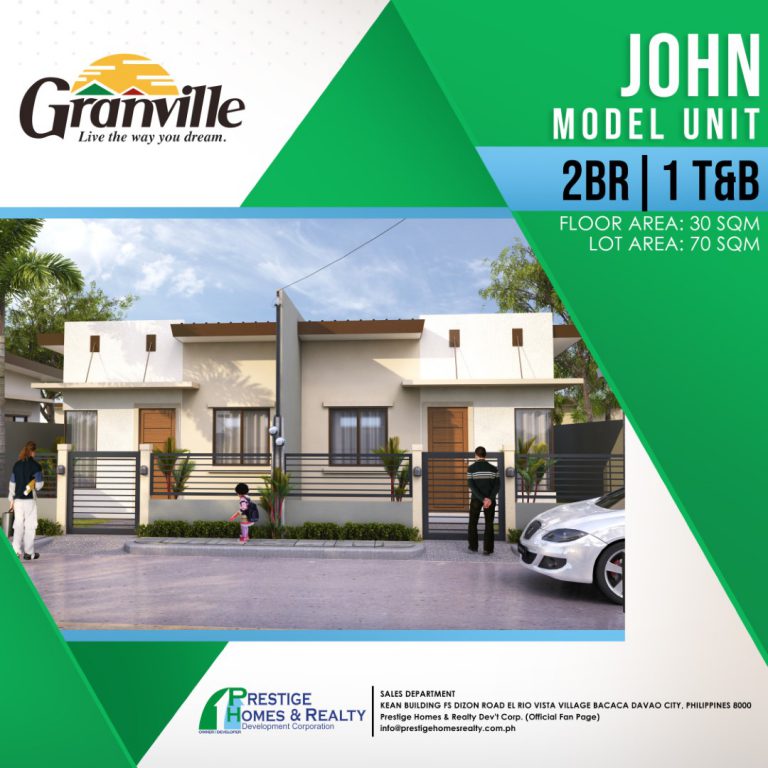 Granville
Live the way you dream.
JOHN
MODEL UNIT
2BR | 1 T&B
FLOOR AREA: 30 SQM
LOT AREA: 70 SQM
PRESTIGE
HOMES & REALTY
Development Corporation
OWNER | DEVELOPER
SALES DEPARTMENT
KEAN BUILDING FS DIZON ROAD EL RIO VISTA VILLAGE BACACA DAVAO CITY, PHILIPPINES 8000
Prestige Homes & Realty Dev't Corp. (Official Fan Page)
info@prestigehomesrealty.com.ph